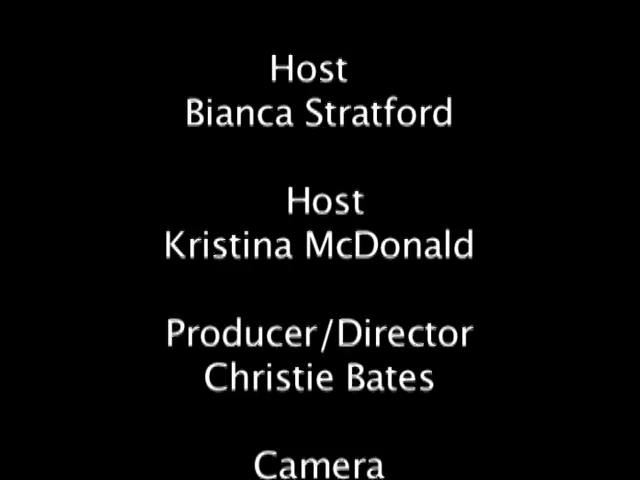 Host
Bianca Stratford
Host
Kristina McDonald
Producer/Director
Christie Bates
Camera